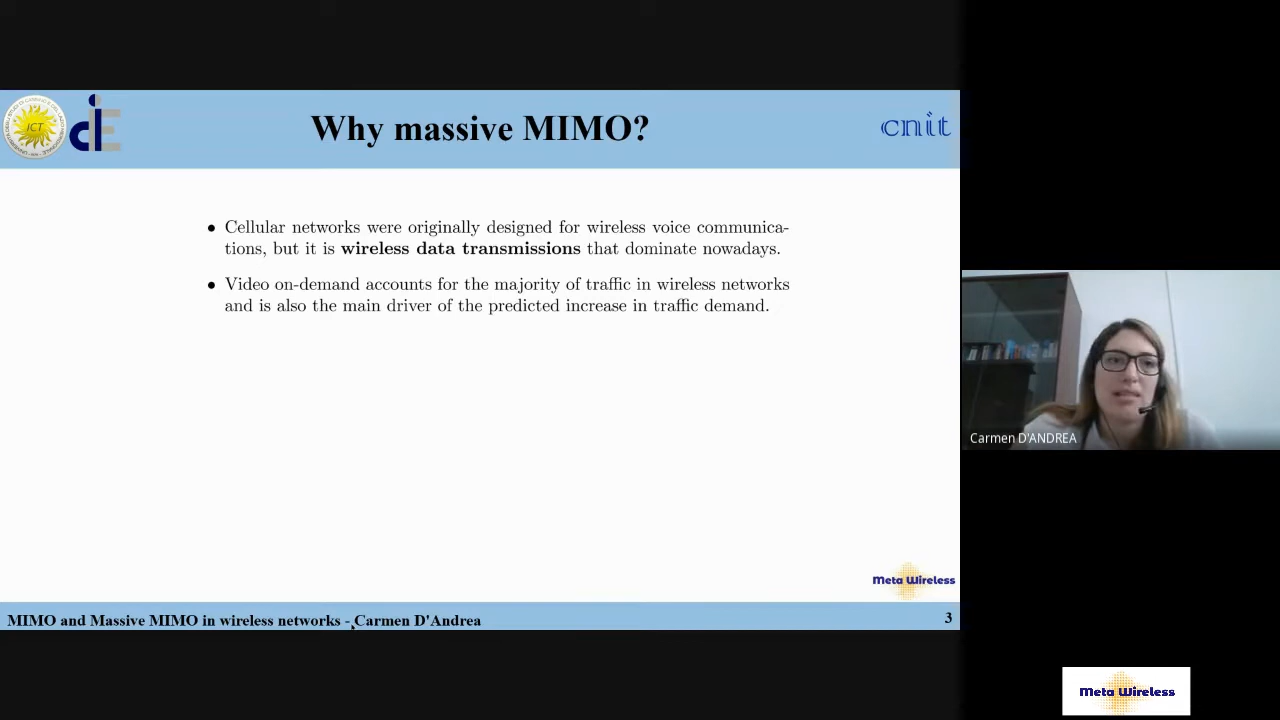 ICT
Why massive MIMO?
cnit
• Cellular networks were originally designed for wireless voice communica-
tions, but it is wireless data transmissions that dominate nowadays.
• Video on-demand accounts for the majority of traffic in wireless networks
and is also the main driver of the predicted increase in traffic demand.
Carmen D'ANDREA
Meta Wireless
MIMO and Massive MIMO in wireless networks - Carmen D'Andrea
3
Meta Wireless